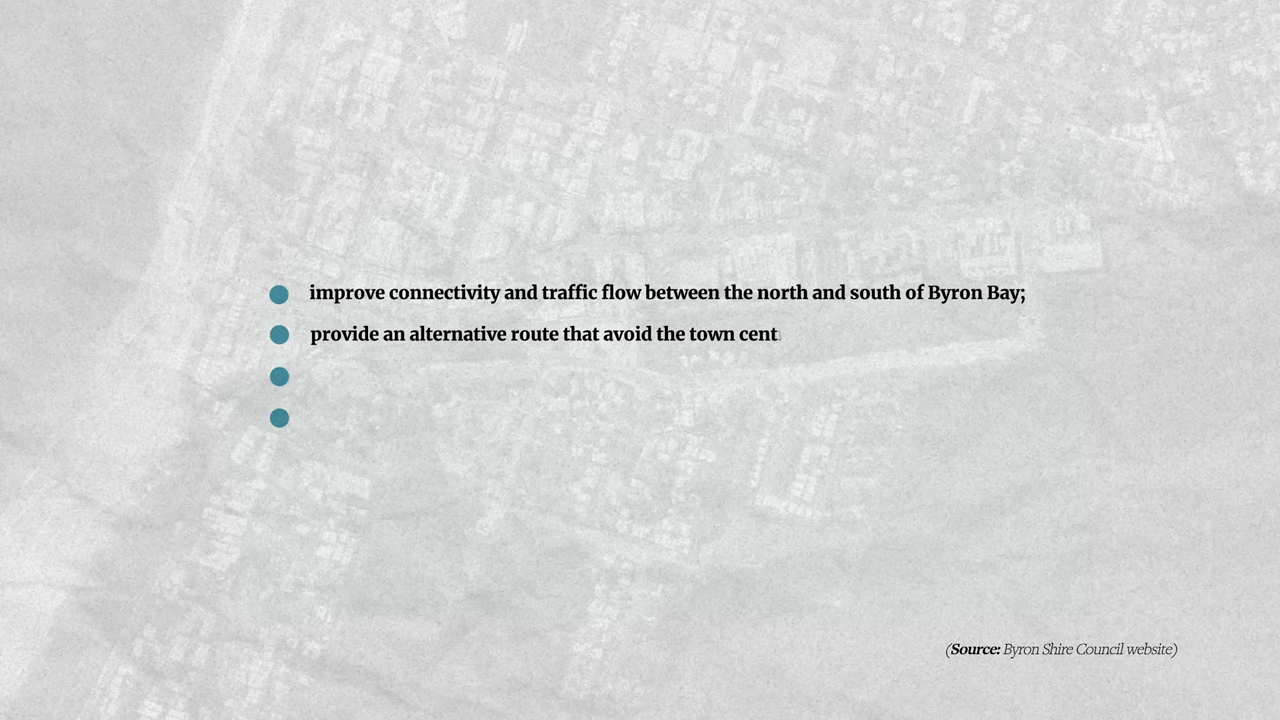 improve connectivity and traffic flow between the north and south of Byron Bay;
provide an alternative route that avoid the town cent
(Source: Byron Shire Council website)